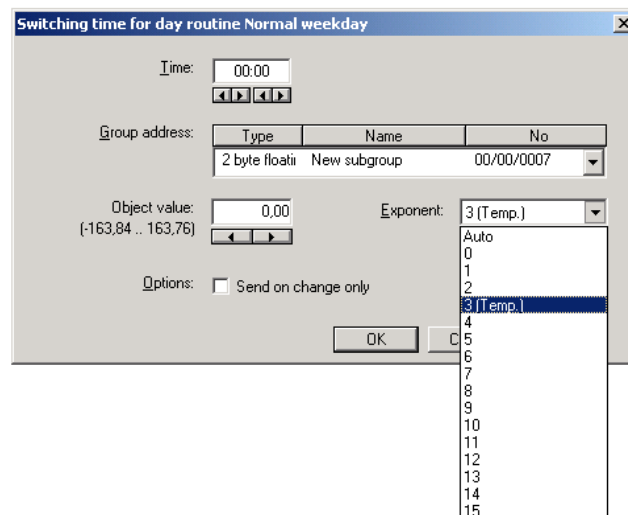 Switching time for day routine Normal weekday
Time: 00:00
Group address: Type Name No
2 byte floatii New subgroup 00/00/0007
Object value: 0,00 Exponent: 3 (Temp.)
(-163,84 .. 163,76)
Auto
0
1
2
3 (Temp.)
Options: Send on change only
4
OK C 5
6
7
8
9
10
11
12
13
14
15